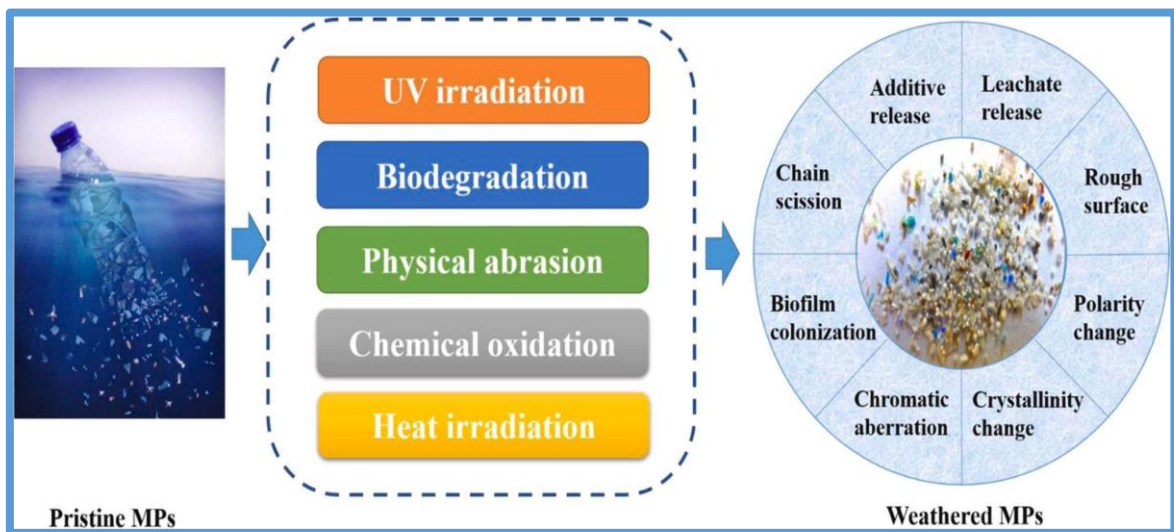 UV irradiation
Biodegradation
Physical abrasion
Chemical oxidation
Heat irradiation
Pristine MPs
Additive
release
Leachate
release
Rough
surface
Polarity
change
Crystallinity
change
Chromatic
aberration
Biofilm
colonization
Chain
scission
Weathered MPs